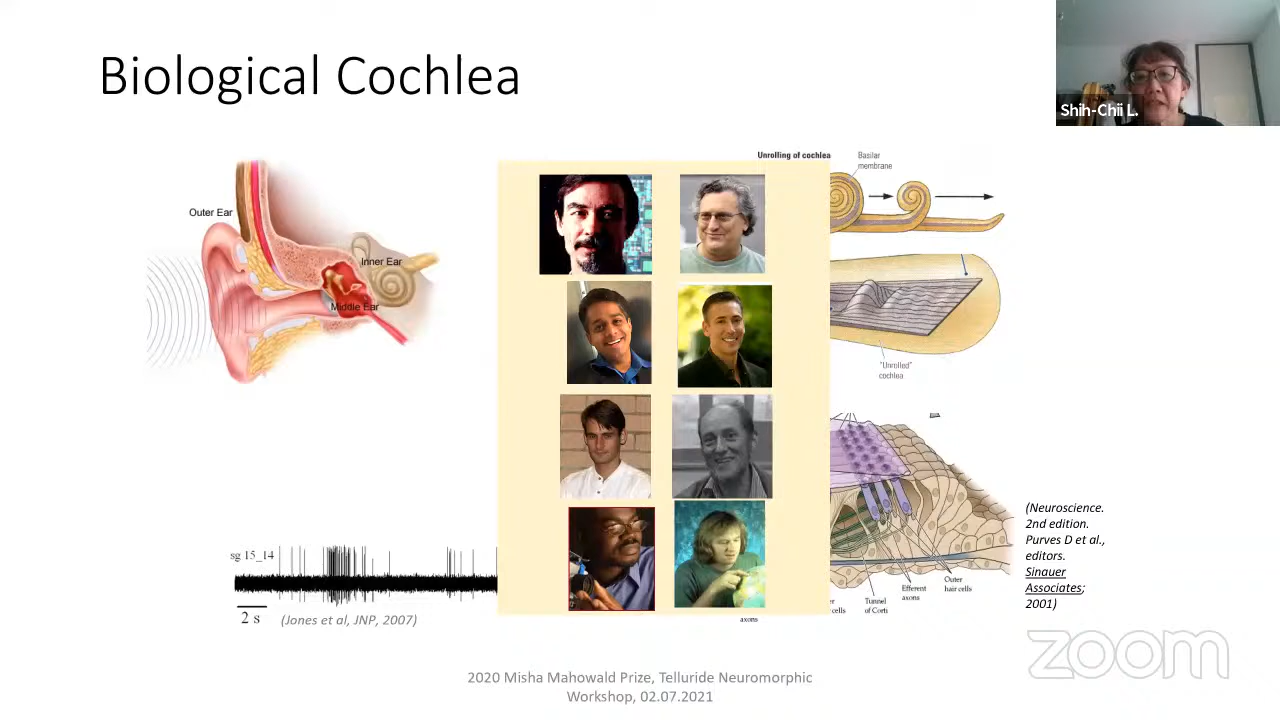 Biological Cochlea
Shih-Chii L.
Unrolling of cochlea
Basilar
membrane
Outer Ear
Inner Ear
Middle Ear
"Unrolled"
cochlea
sg 15_14
2 s
(Jones et al, JNP, 2007)
cells
Tunnel
of Corti
Efferent
axons
Outer
hair cells
axons
(Neuroscience.
2nd edition.
Purves D et al.,
editors.
Sinauer
Associates;
2001)
zoom
2020 Misha Mahowald Prize, Telluride Neuromorphic
Workshop, 02.07.2021